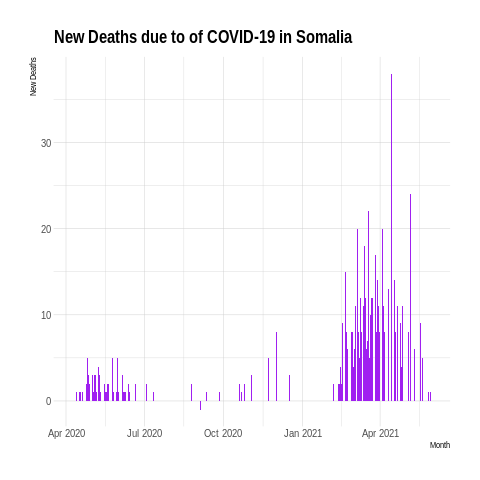 New Deaths due to of COVID-19 in Somalia
New Deaths
30
20
10
0
Apr 2020 Jul 2020 Oct 2020 Jan 2021 Apr 2021
Month